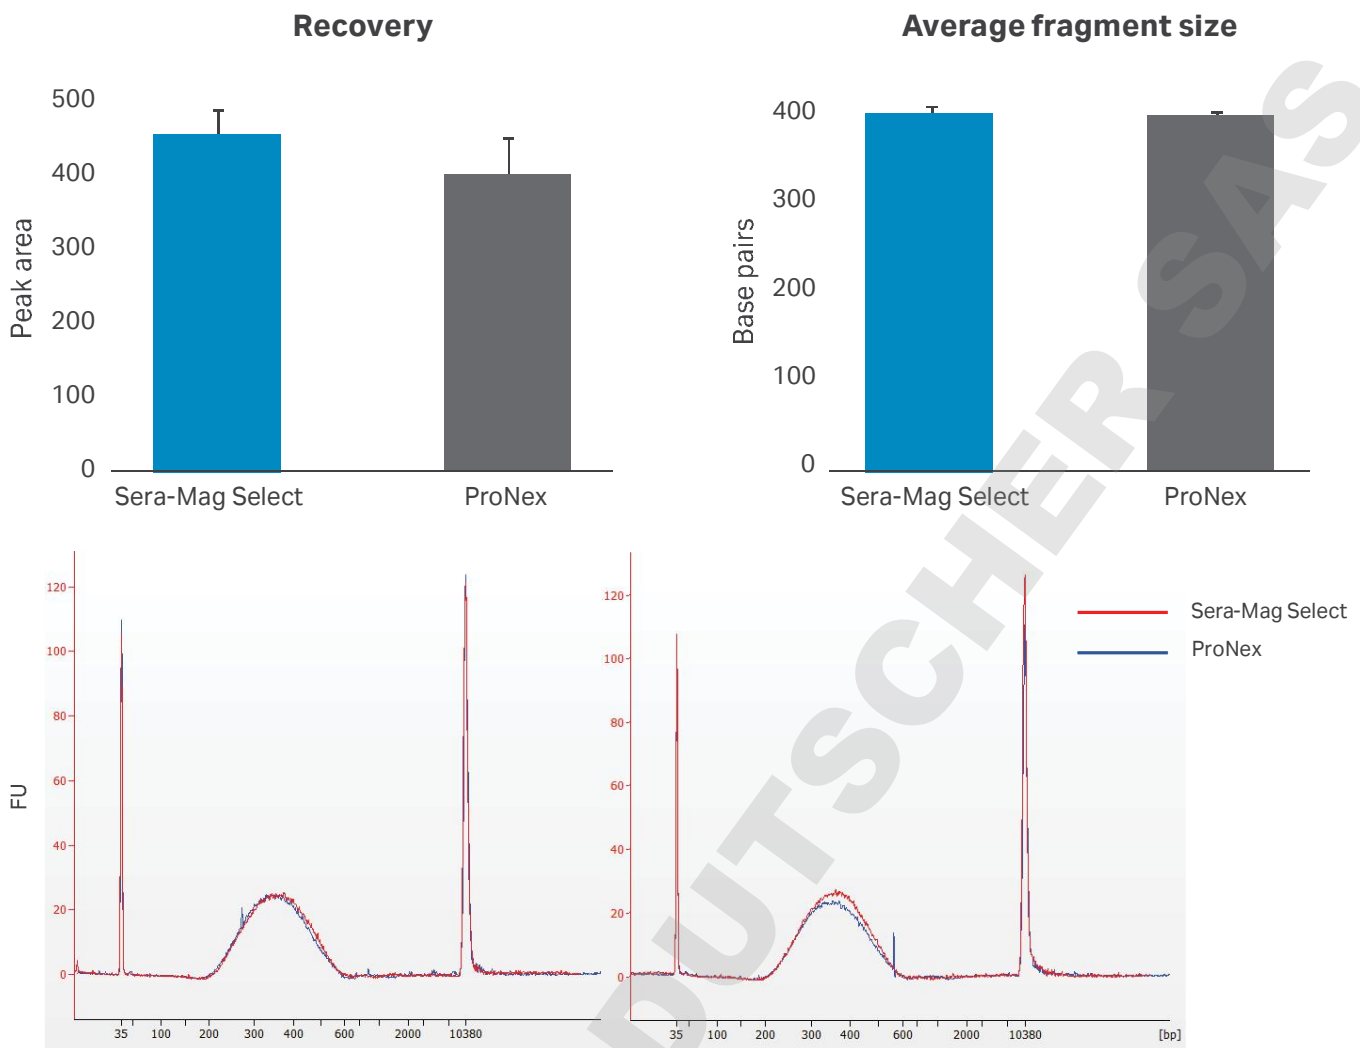 Recovery
Average fragment size
Peak area
500
400
300
200
100
0
Sera-Mag Select
ProNex
Base pairs
400
300
200
100
0
Sera-Mag Select
ProNex
FU
120
100
80
60
40
20
0
35 100 200 300 400 600 2000 10380
120
100
80
60
40
20
0
35 100 200 300 400 600 2000 10380 [bp]
Sera-Mag Select
ProNex
DUTSCHER SAS